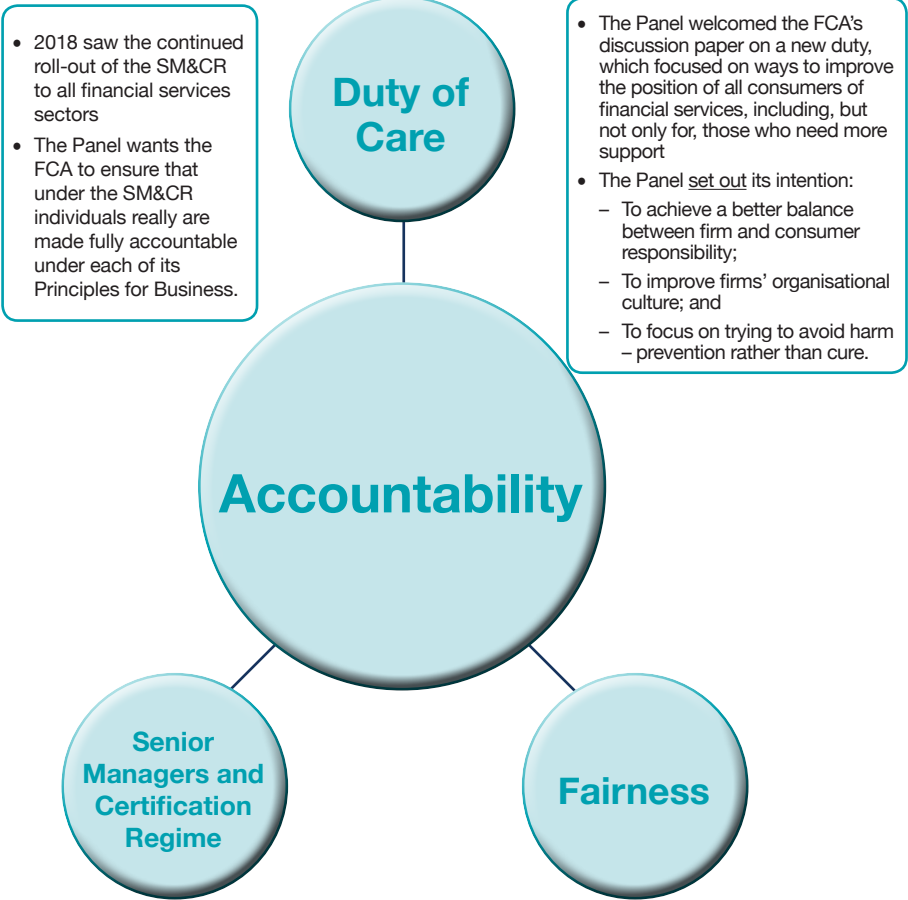 • 2018 saw the continued
roll-out of the SM&CR
to all financial services
sectors
• The Panel wants the
FCA to ensure that
under the SM&CR
individuals really are
made fully accountable
under each of its
Principles for Business.
Duty of
Care
• The Panel welcomed the FCA’s
discussion paper on a new duty,
which focused on ways to improve
the position of all consumers of
financial services, including, but
not only for, those who need more
support
• The Panel set out its intention:
– To achieve a better balance
between firm and consumer
responsibility;
– To improve firms’ organisational
culture; and
– To focus on trying to avoid harm
– prevention rather than cure.
Accountability
Senior
Managers and
Certification
Regime
Fairness